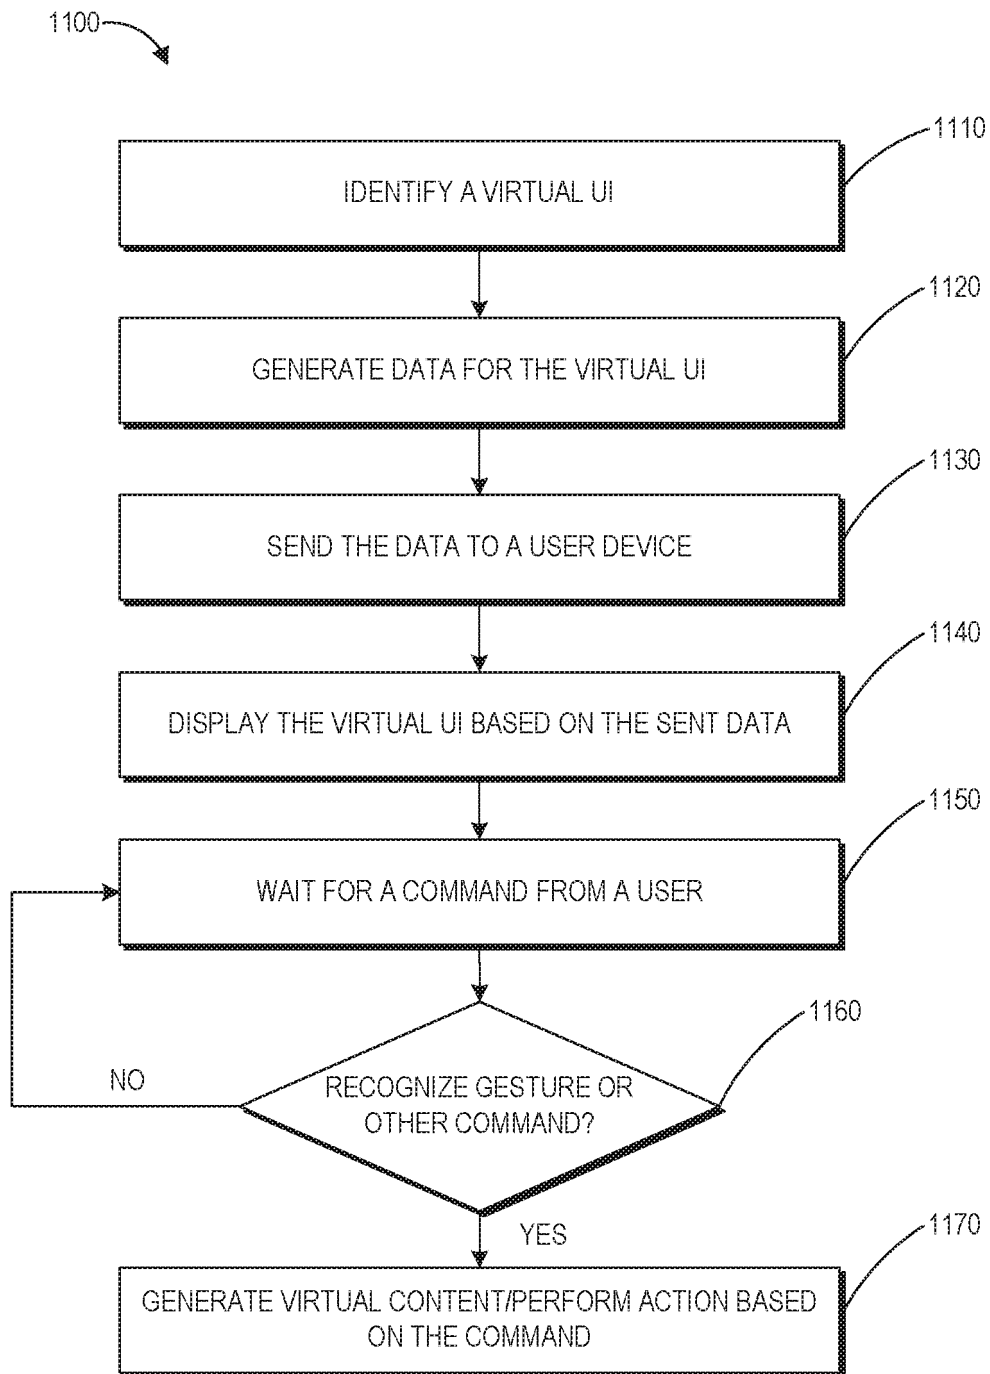 1100
1110
IDENTIFY A VIRTUAL UI
1120
GENERATE DATA FOR THE VIRTUAL UI
1130
SEND THE DATA TO A USER DEVICE
1140
DISPLAY THE VIRTUAL UI BASED ON THE SENT DATA
1150
WAIT FOR A COMMAND FROM A USER
1160
NO
RECOGNIZE GESTURE OR
OTHER COMMAND?
YES
1170
GENERATE VIRTUAL CONTENT/PERFORM ACTION BASED
ON THE COMMAND